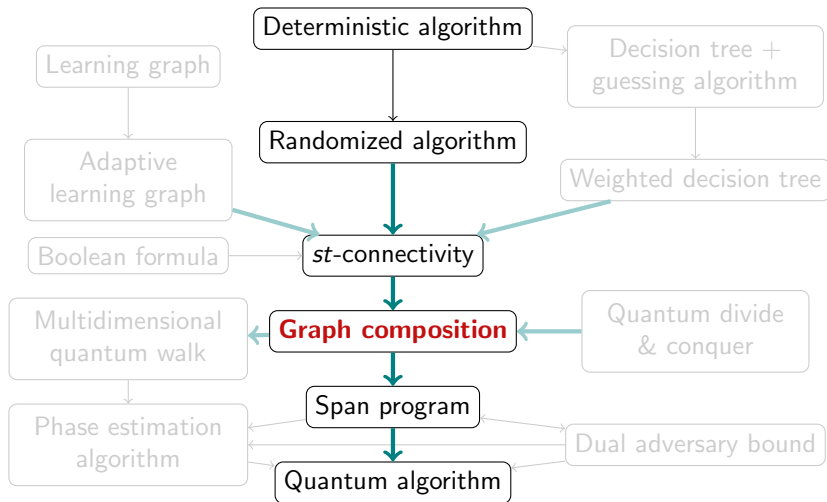 Deterministic algorithm
Learning graph
Decision tree +
guessing algorithm
Randomized algorithm
Adaptive
learning graph
Weighted decision tree
st-connectivity
Boolean formula
Multidimensional
quantum walk
Graph composition
Quantum divide
& conquer
Span program
Phase estimation
algorithm
Dual adversary bound
Quantum algorithm